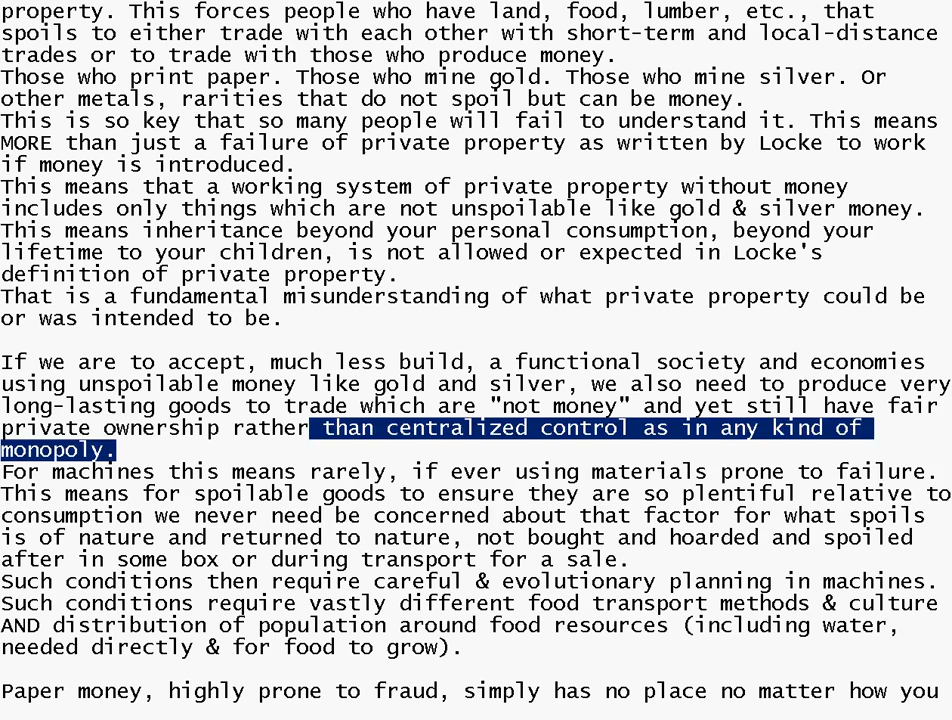 property. This forces people who have land, food, lumber, etc., that
spoils to either trade with each other with short-term and local-distance
trades or to trade with those who produce money.
Those who print paper. Those who mine gold. Those who mine silver. Or
other metals, rarities that do not spoil but can be money.
This is so key that so many people will fail to understand it. This means
MORE than just a failure of private property as written by Locke to work
if money is introduced.
This means that a working system of private property without money
includes only things which are not unspoilable like gold & silver money.
This means inheritance beyond your personal consumption, beyond your
lifetime to your children, is not allowed or expected in Locke's
definition of private property.
That is a fundamental misunderstanding of what private property could be
or was intended to be.

If we are to accept, much less build, a functional society and economies
using unspoilable money like gold and silver, we also need to produce very
long-lasting goods to trade which are "not money" and yet still have fair
private ownership rather than centralized control as in any kind of
monopoly.
For machines this means rarely, if ever using materials prone to failure.
This means for spoilable goods to ensure they are so plentiful relative to
consumption we never need be concerned about that factor for what spoils
is of nature and returned to nature, not bought and hoarded and spoiled
after in some box or during transport for a sale.
Such conditions then require careful & evolutionary planning in machines.
Such conditions require vastly different food transport methods & culture
AND distribution of population around food resources (including water,
needed directly & for food to grow).

Paper money, highly prone to fraud, simply has no place no matter how you